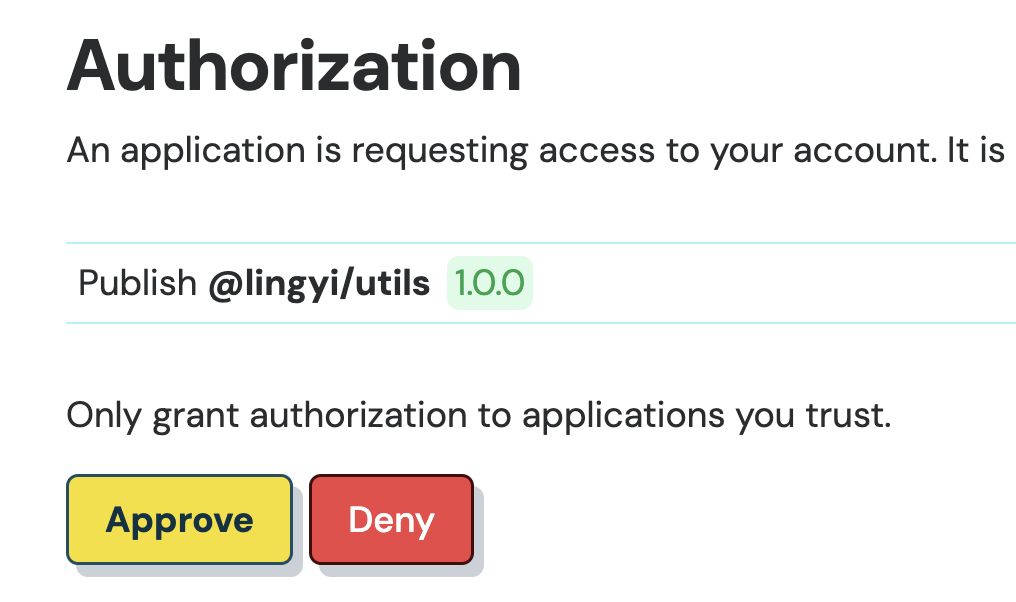 Authorization
An application is requesting access to your account. It is
Publish @lingyi/utils 1.0.0
Only grant authorization to applications you trust.
Approve Deny